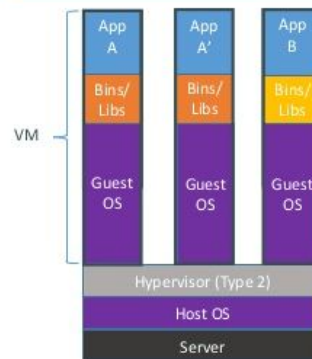 App
A
App
A'
App
B
Bins/
Libs
Bins/
Libs
Bins/
Libs
VM
Guest
OS
Guest
OS
Guest
OS
Hypervisor (Type 2)
Host OS
Server